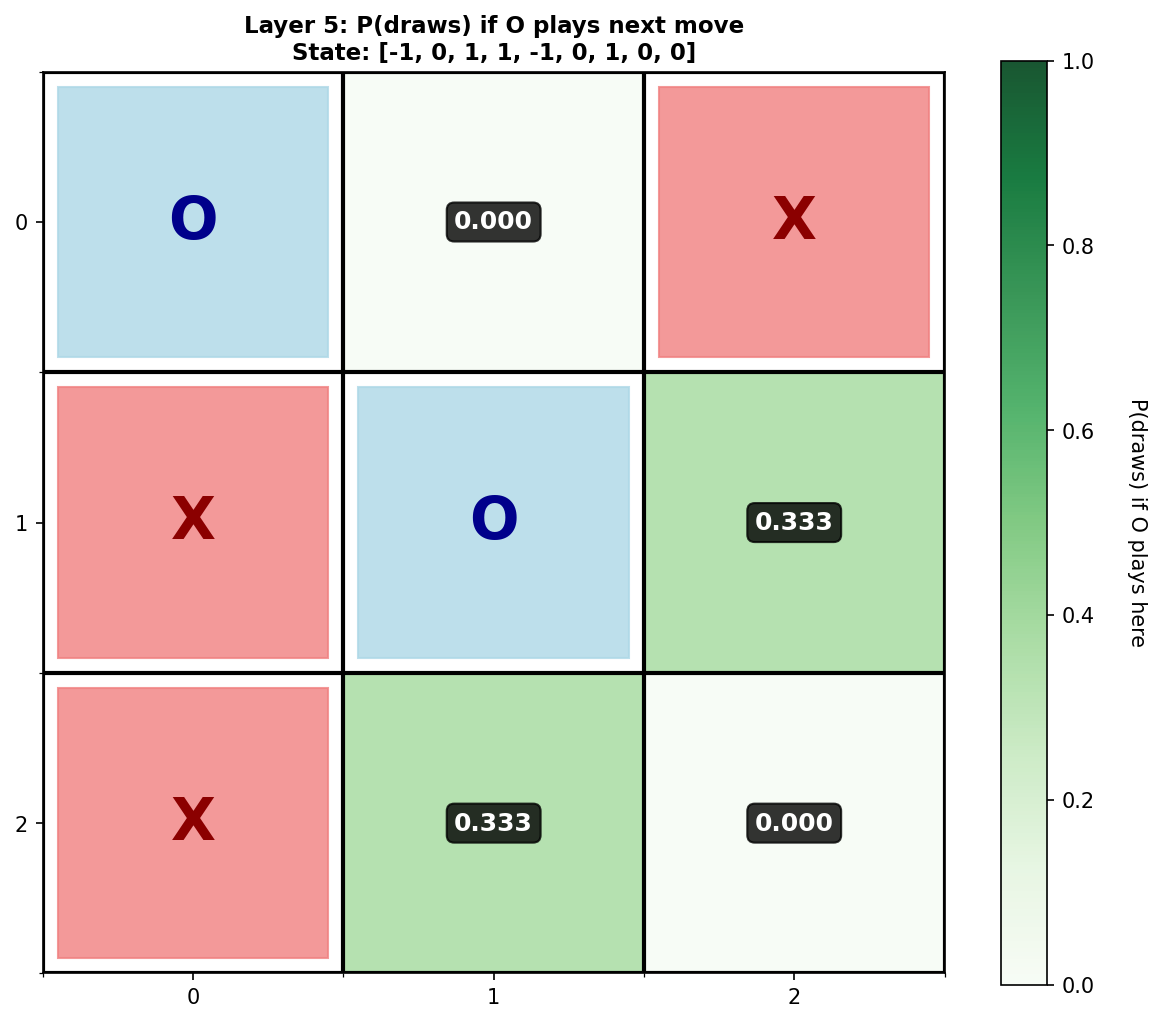 Layer 5: P(draws) if O plays next move
State: [-1, 0, 1, 1, -1, 0, 1, 0, 0]
0
O
0.000
X
1
X
O
0.333
2
X
0.333
0.000
0
1
2
1.0
0.8
0.6
0.4
0.2
0.0
P(draws) if O plays here